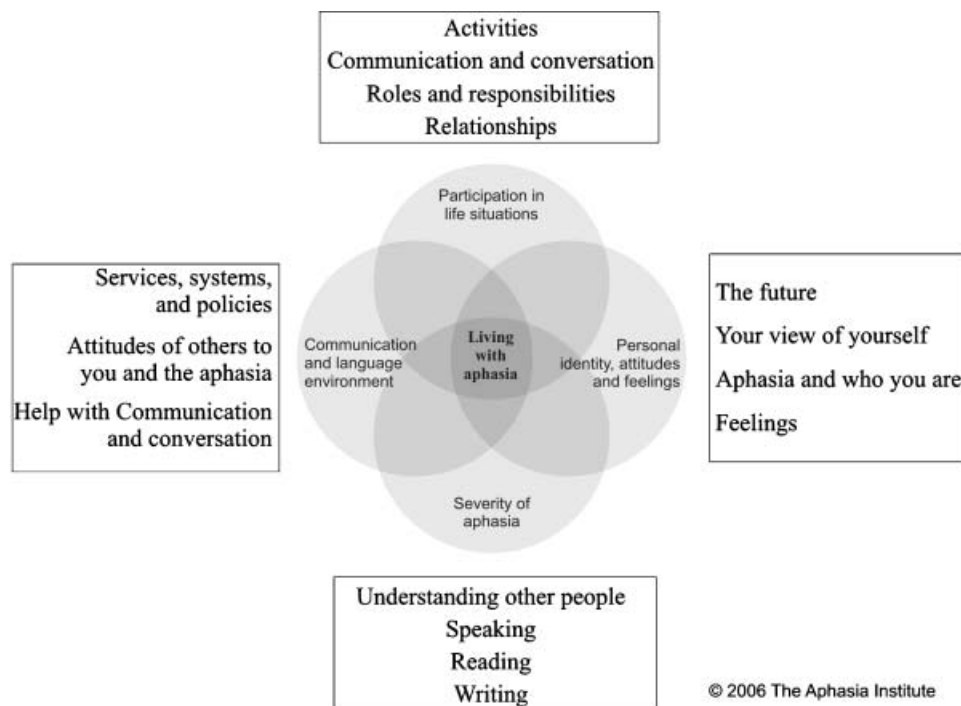 Activities
Communication and conversation
Roles and responsibilities
Relationships
Participation in
life situations
Services, systems,
and policies
Attitudes of others to
you and the aphasia
Help with Communication
and conversation
Communication
and language
environment
Living
with
aphasia
Personal
identity, attitudes
and feelings
The future
Your view of yourself
Aphasia and who you are
Feelings
Severity of
aphasia
Understanding other people
Speaking
Reading
Writing
© 2006 The Aphasia Institute